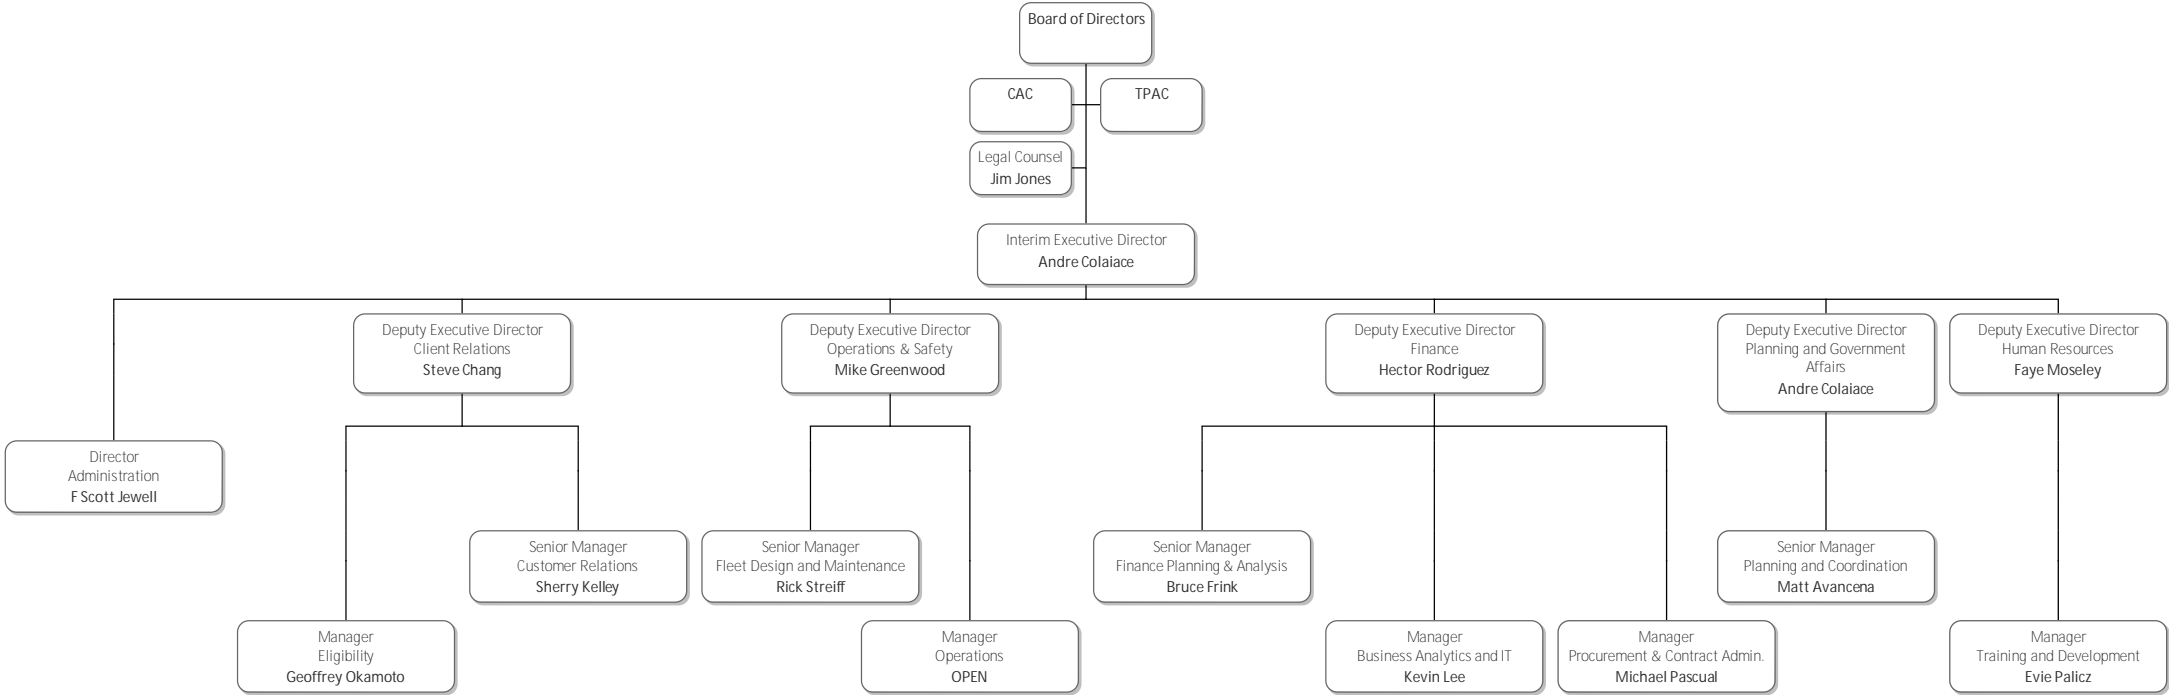 Board of Directors
CAC
TPAC
Legal Counsel
Jim Jones
Interim Executive Director
Andre Colaiace
Deputy Executive Director
Client Relations
Steve Chang
Deputy Executive Director
Operations & Safety
Mike Greenwood
Deputy Executive Director
Finance
Hector Rodriguez
Deputy Executive Director
Planning and Government
Affairs
Andre Colaiace
Deputy Executive Director
Human Resources
Faye Moseley
Director
Administration
F Scott Jewell
Senior Manager
Customer Relations
Sherry Kelley
Senior Manager
Fleet Design and Maintenance
Rick Streiff
Senior Manager
Finance Planning & Analysis
Bruce Frink
Senior Manager
Planning and Coordination
Matt Avancena
Manager
Eligibility
Geoffrey Okamoto
Manager
Operations
OPEN
Manager
Business Analytics and IT
Kevin Lee
Manager
Procurement & Contract Admin.
Michael Pascual
Manager
Training and Development
Evie Palicz